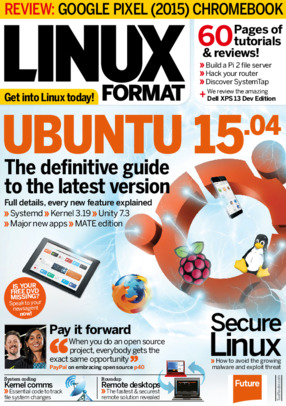 REVIEW: GOOGLE PIXEL (2015) CHROMEBOOK
LINUX
FORMAT
Get into Linux today!
60 Pages of
tutorials
& reviews!
» Build a Pi 2 file server
» Hack your router
» Discover SystemTap
+ We review the amazing
Dell XPS 13 Dev Edition
UBUNTU 15.04
The definitive guide
to the latest version
Full details, every new feature explained
» Systemd » Kernel 3.19 » Unity 7.3
» Major new apps » MATE edition
IS YOUR
FREE DVD
MISSING?
Speak to your
newsagent
now!
Pay it forward
“When you do an open source
project, everybody gets the
exact same opportunity”
PayPal on embracing open source p40
Secure
Linux
» How to avoid the growing
malware and exploit threat
System coding
Kernel comms
» Essential code to track
file system changes
Roundup
Remote desktops
» The fastest & securest
remote solution revealed
Future